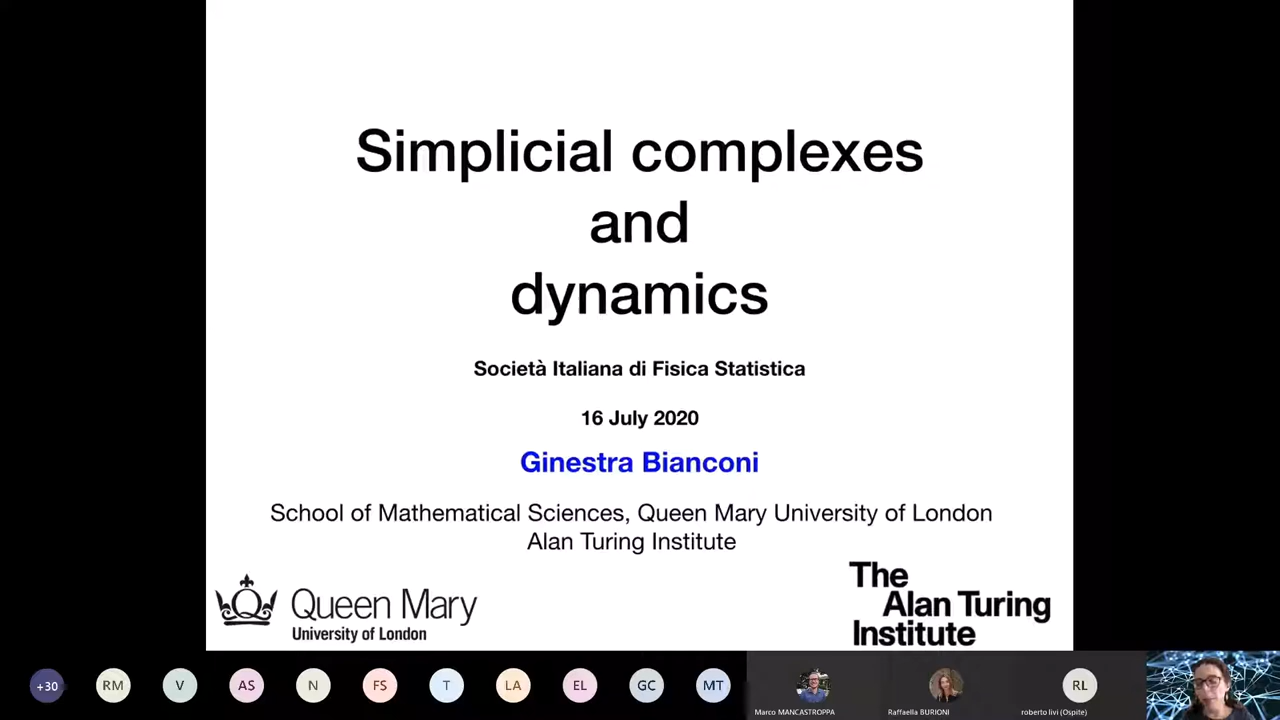 Simplicial complexes
and
dynamics
Società Italiana di Fisica Statistica
16 July 2020
Ginestra Bianconi
School of Mathematical Sciences, Queen Mary University of London
Alan Turing Institute
Queen Mary
University of London
The
Alan Turing
Institute
+30
RM
V
AS
N
FS
T
LA
EL
GC
MT
Marco MANCASTROPPA
Raffaella BURIONI
RL
roberto livi (Ospite)